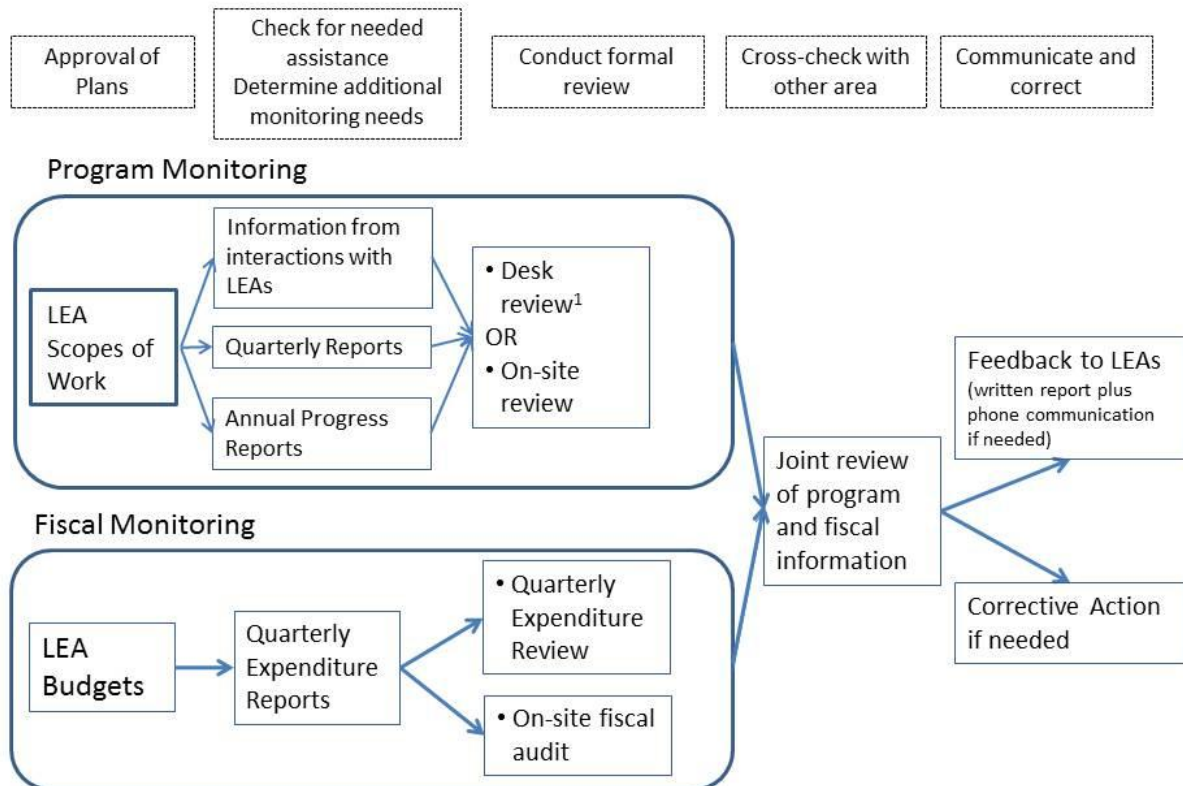 Approval of
Plans
Check for needed
assistance
Determine additional
monitoring needs
Conduct formal
review
Cross-check with
other area
Communicate and
correct
Program Monitoring
LEA
Scopes of
Work
Information from
interactions with
LEAs
Quarterly Reports
Annual Progress
Reports
• Desk
review¹
OR
• On-site
review
Fiscal Monitoring
LEA
Budgets
Quarterly
Expenditure
Reports
• Quarterly
Expenditure
Review
• On-site fiscal
audit
Joint review
of program
and fiscal
information
Feedback to LEAs
(written report plus
phone communication
if needed)
Corrective Action
if needed